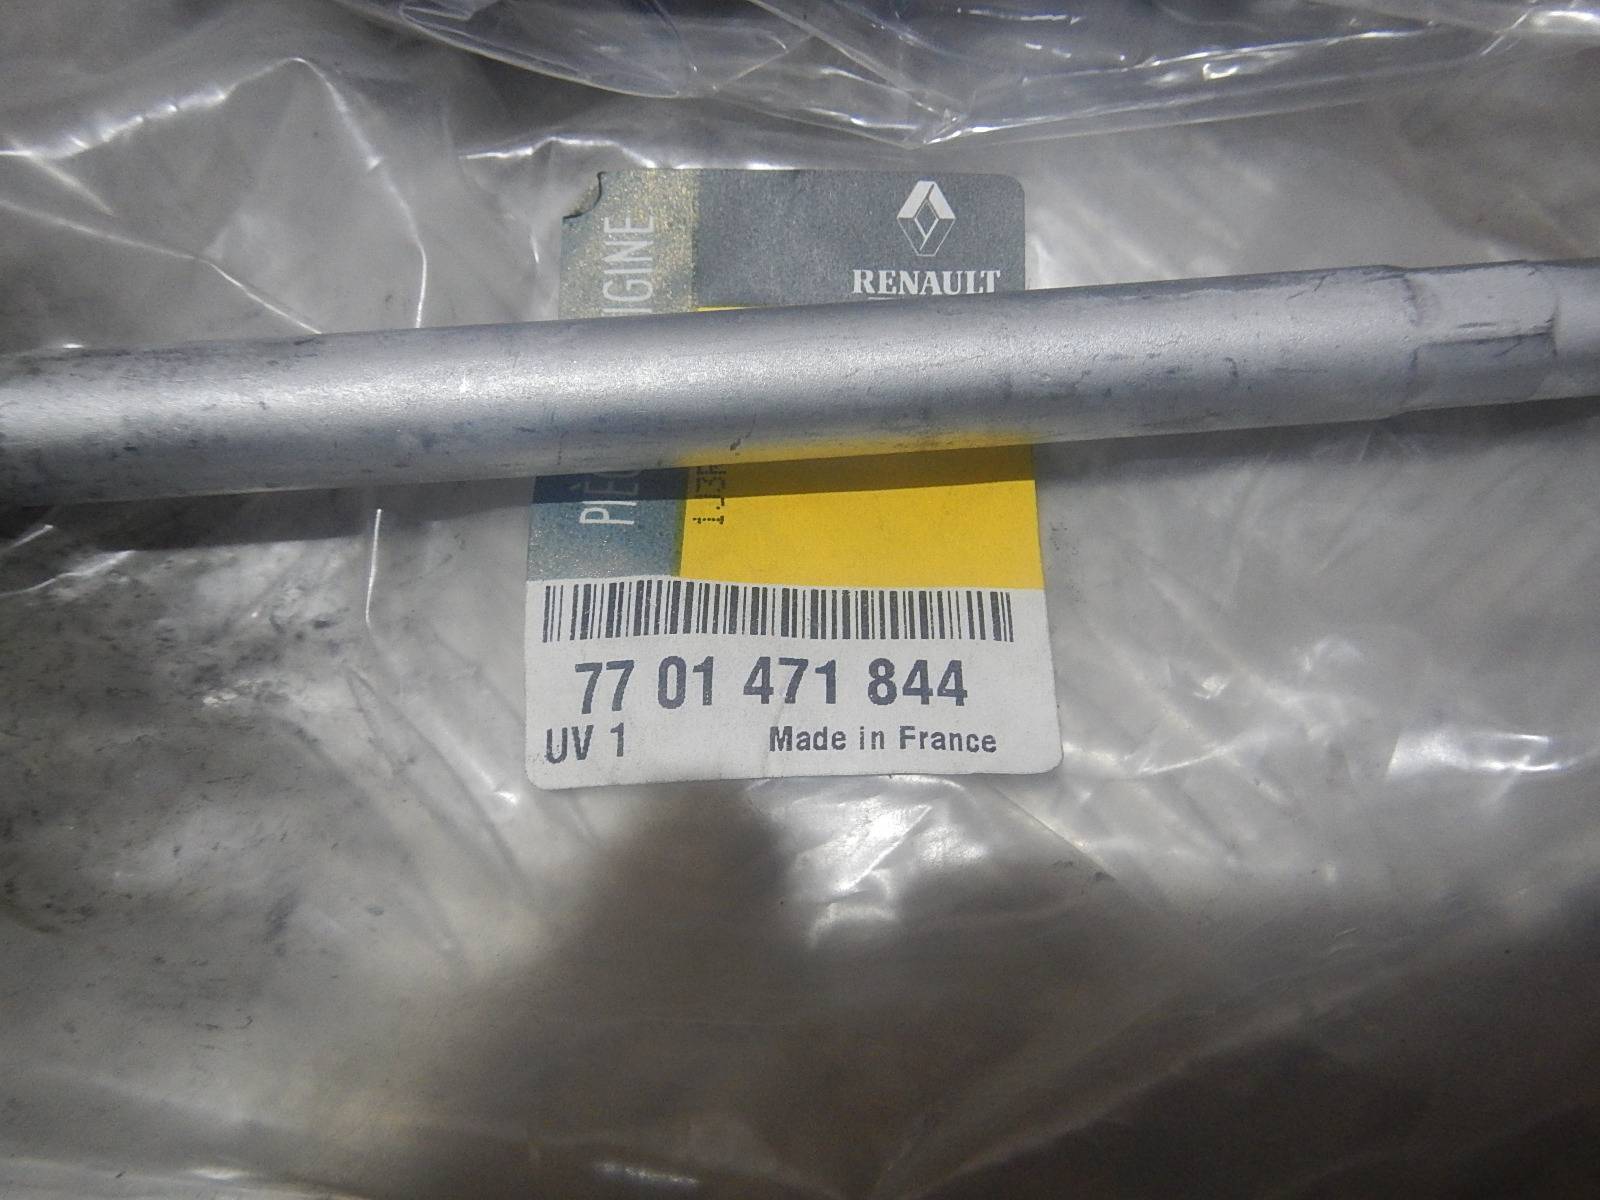 RENAULT
77 01 471 844
UV 1
Made in France